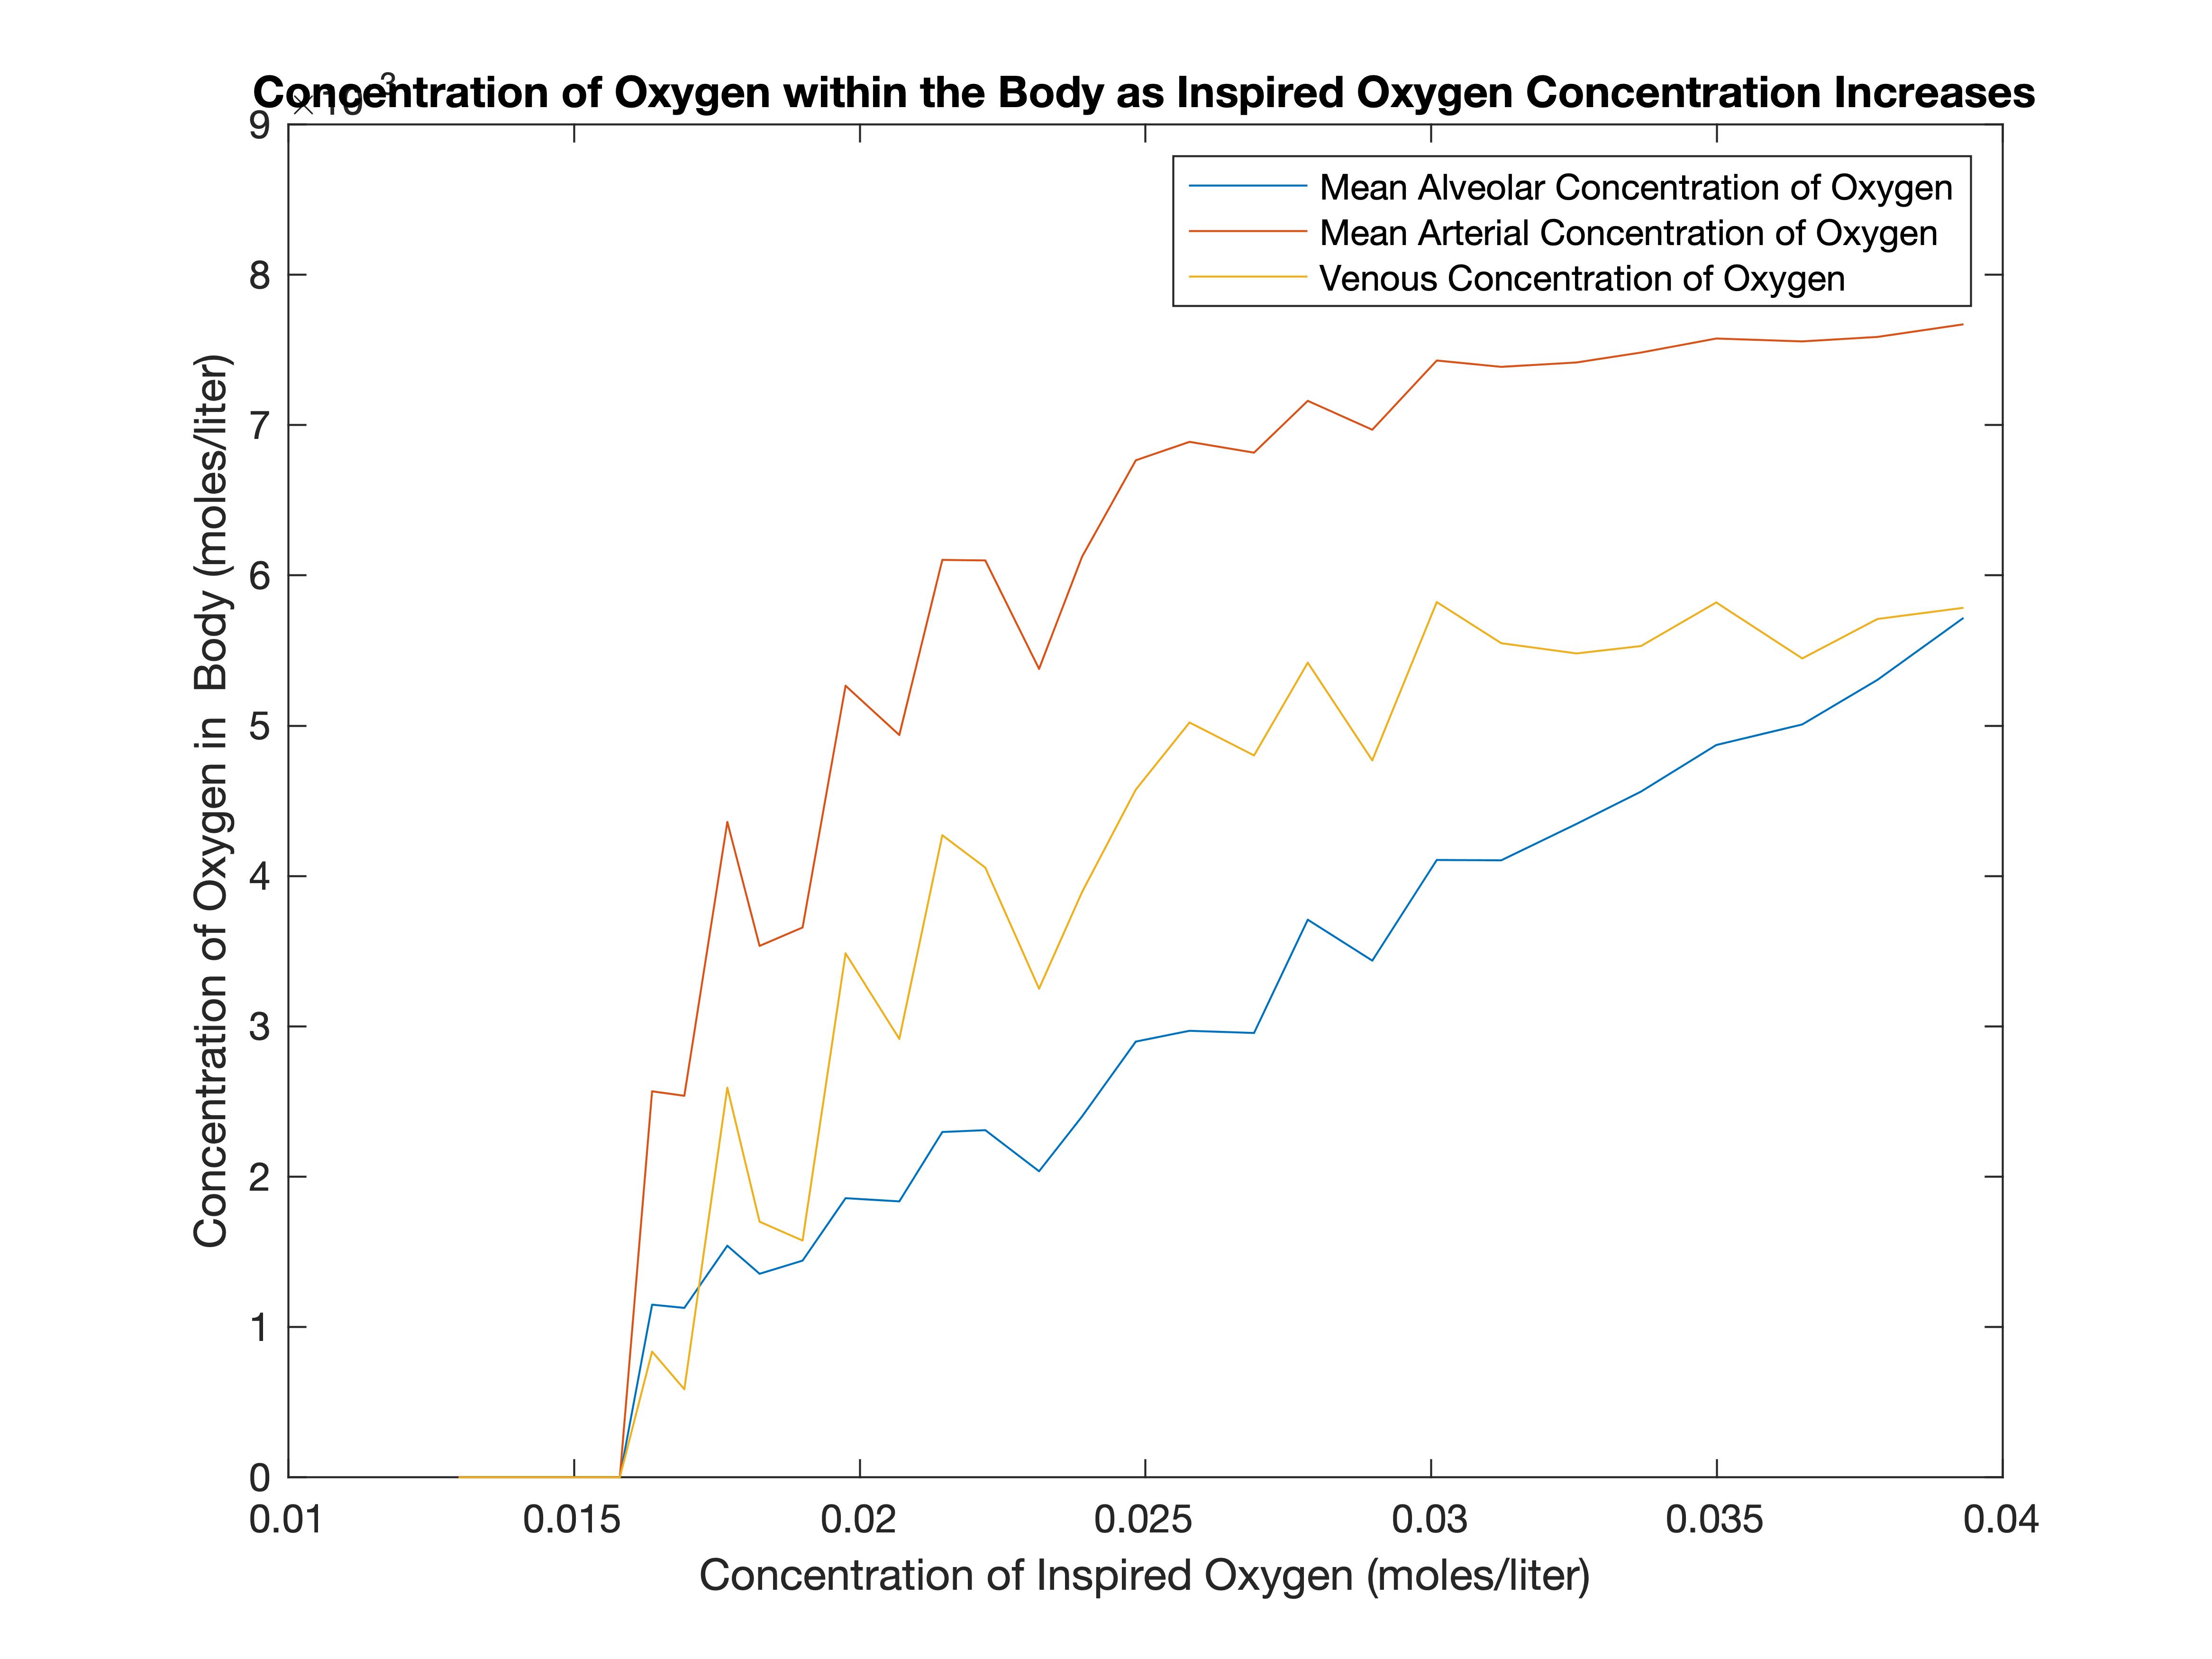 Concentration of Oxygen within the Body as Inspired Oxygen Concentration Increases
Mean Alveolar Concentration of Oxygen
Mean Arterial Concentration of Oxygen
Venous Concentration of Oxygen
9
8
7
6
5
4
3
2
1
0
Concentration of Oxygen in Body (moles/liter)
0.01 0.015 0.02 0.025 0.03 0.035 0.04
Concentration of Inspired Oxygen (moles/liter)